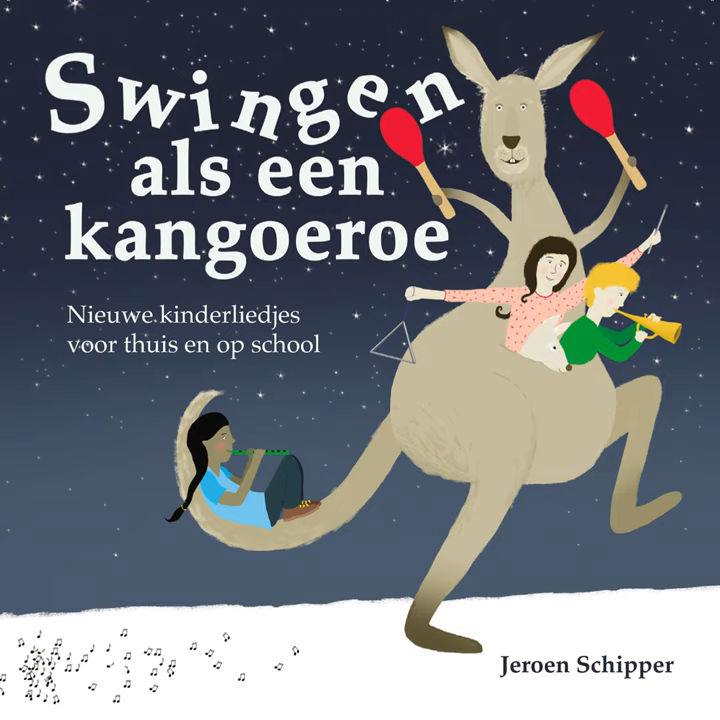 Swingen
als een
kangoeroe
Nieuwe kinderliedjes
voor thuis en op school
Jeroen Schipper